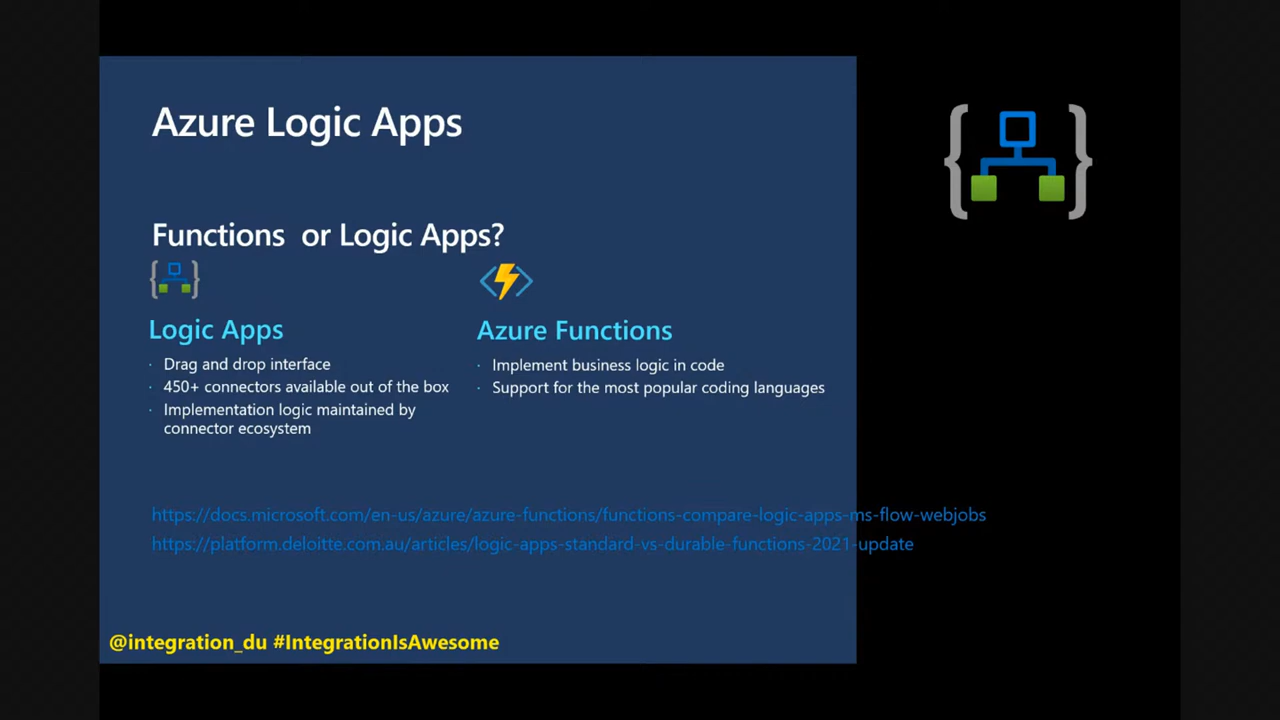 Azure Logic Apps
Functions or Logic Apps?
Logic Apps
· Drag and drop interface
· 450+ connectors available out of the box
· Implementation logic maintained by
connector ecosystem
Azure Functions
· Implement business logic in code
· Support for the most popular coding languages
https://docs.microsoft.com/en-us/azure/azure-functions/functions-compare-logic-apps-ms-flow-webjobs
https://platform.deloitte.com.au/articles/logic-apps-standard-vs-durable-functions-2021-update
@integration_du #IntegrationIsAwesome